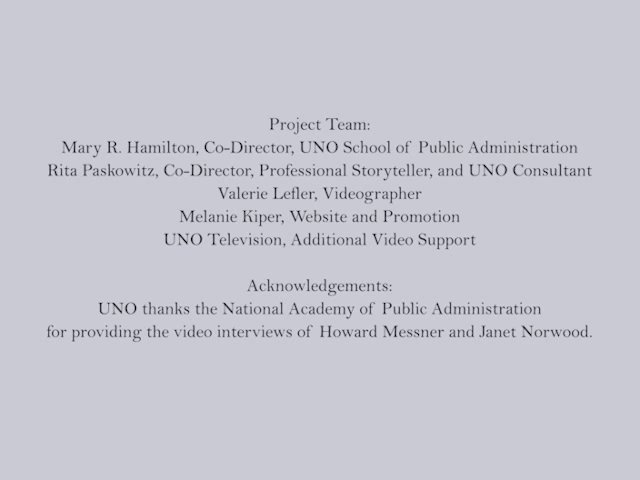 Project Team:
Mary R. Hamilton, Co-Director, UNO School of Public Administration
Rita Paskowitz, Co-Director, Professional Storyteller, and UNO Consultant
Valerie Lefler, Videographer
Melanie Kiper, Website and Promotion
UNO Television, Additional Video Support
Acknowledgements:
UNO thanks the National Academy of Public Administration
for providing the video interviews of Howard Messner and Janet Norwood.